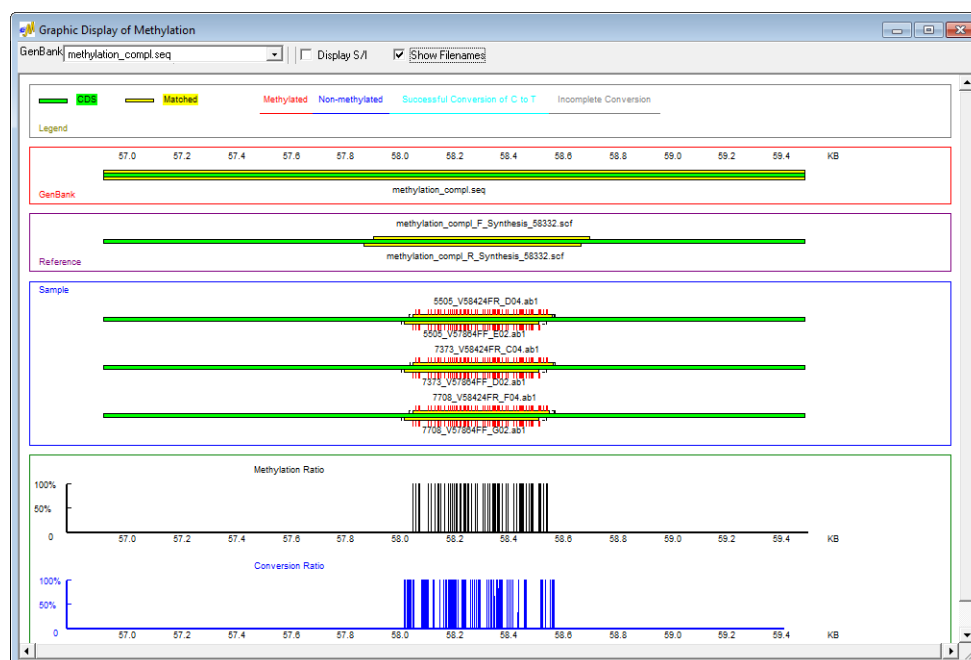 Graphic Display of Methylation
GenBank methylation_compl.seq Display S/I Show Filenames
CDS Matched Methylated Non-methylated Successful Conversion of C to T Incomplete Conversion
Legend
57.0 57.2 57.4 57.6 57.8 58.0 58.2 58.4 58.6 58.8 59.0 59.2 59.4 KB
methylation_compl.seq
GenBank
methylation_compl_F_Synthesis_58332.scf
methylation_compl_R_Synthesis_58332.scf
Reference
Sample
5505_V58424FR_D04.ab1
5505_V57864FF_E02.ab1
7373_V58424FR_C04.ab1
7373_V57864FF_D02.ab1
7708_V58424FR_F04.ab1
7708_V57864FF_G02.ab1
Methylation Ratio
100%
50%
0
57.0 57.2 57.4 57.6 57.8 58.0 58.2 58.4 58.6 58.8 59.0 59.2 59.4 KB
Conversion Ratio
100%
50%
0
57.0 57.2 57.4 57.6 57.8 58.0 58.2 58.4 58.6 58.8 59.0 59.2 59.4 KB